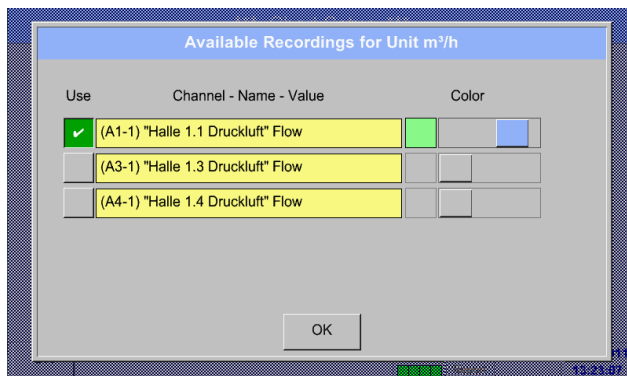 Available Recordings for Unit m³/h
Use Channel - Name - Value Color
✔ (A1-1) "Halle 1.1 Druckluft" Flow
(A3-1) "Halle 1.3 Druckluft" Flow
(A4-1) "Halle 1.4 Druckluft" Flow
OK
13:23:07